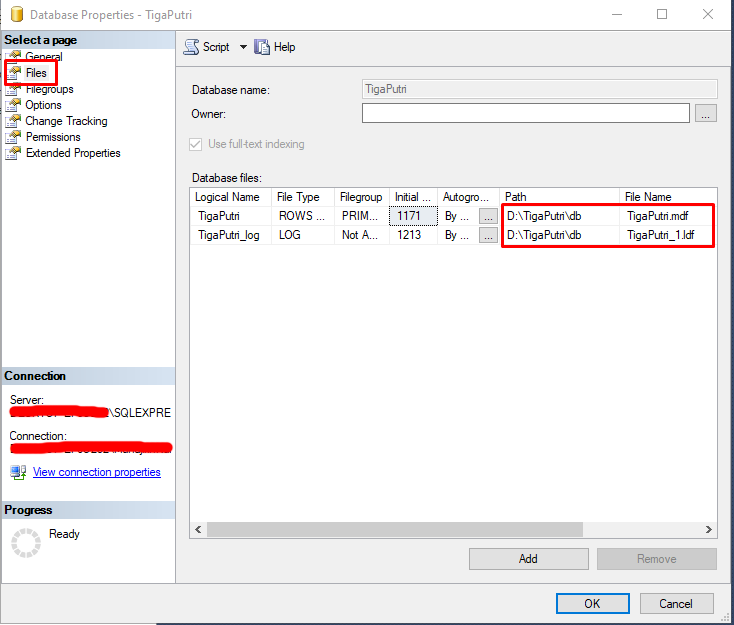 Database Properties - TigaPutri
Select a page
General
Files
Filegroups
Options
Change Tracking
Permissions
Extended Properties
Script
Help
Database name: TigaPutri
Owner:
...
Use full-text indexing
Database files:
Logical Name File Type Filegroup Initial ... Autogro... Path File Name
TigaPutri ROWS ... PRIM... 1171 By ... ... D:\TigaPutri\db TigaPutri.mdf
TigaPutri_log LOG Not A... 1213 By ... ... D:\TigaPutri\db TigaPutri_1.ldf
Connection
Server:
\SQLEXPRE
Connection:
View connection properties
Progress
Ready
Add Remove
OK Cancel